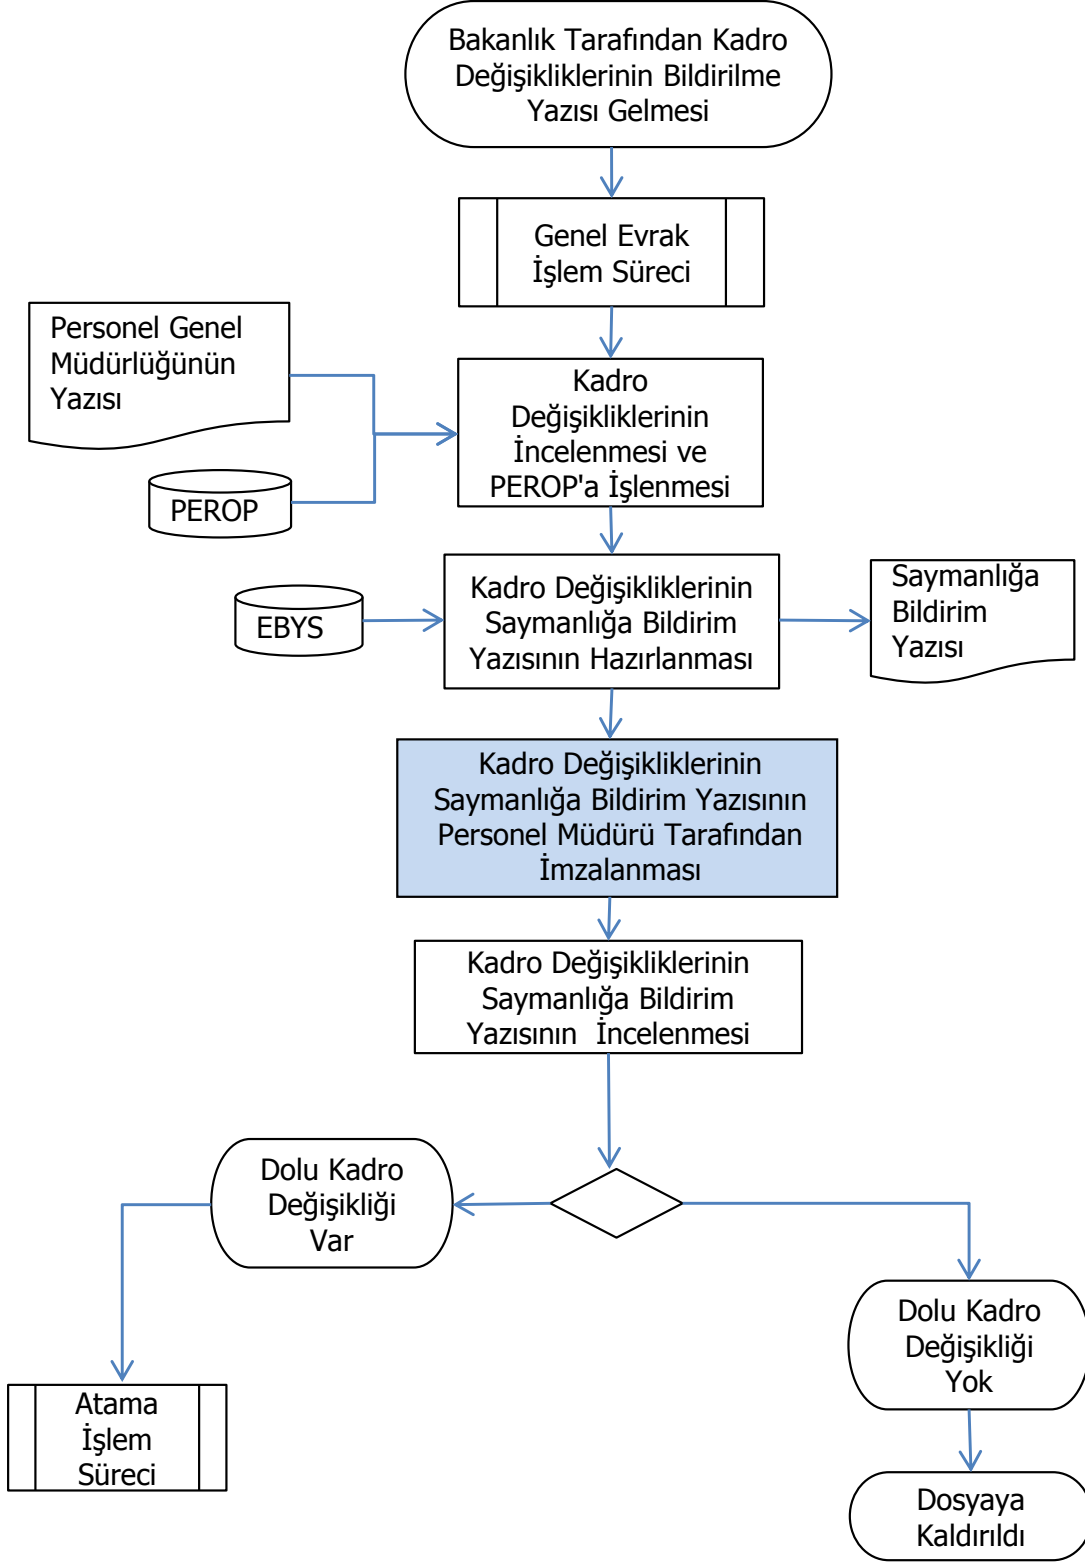 Bakanlık Tarafından Kadro
Değişikliklerinin Bildirilme
Yazısı Gelmesi
Genel Evrak
İşlem Süreci
Personel Genel
Müdürlüğünün
Yazısı
Kadro
Değişikliklerinin
İncelenmesi ve
PEROP'a İşlenmesi
PEROP
Kadro Değişikliklerinin
Saymanlığa Bildirim
Yazısının Hazırlanması
EBYS
Saymanlığa
Bildirim
Yazısı
Kadro Değişikliklerinin
Saymanlığa Bildirim Yazısının
Personel Müdürü Tarafından
İmzalanması
Kadro Değişikliklerinin
Saymanlığa Bildirim
Yazısının  İncelenmesi
Dolu Kadro
Değişikliği
Var
Dolu Kadro
Değişikliği
Yok
Atama
İşlem
Süreci
Dosyaya
Kaldırıldı